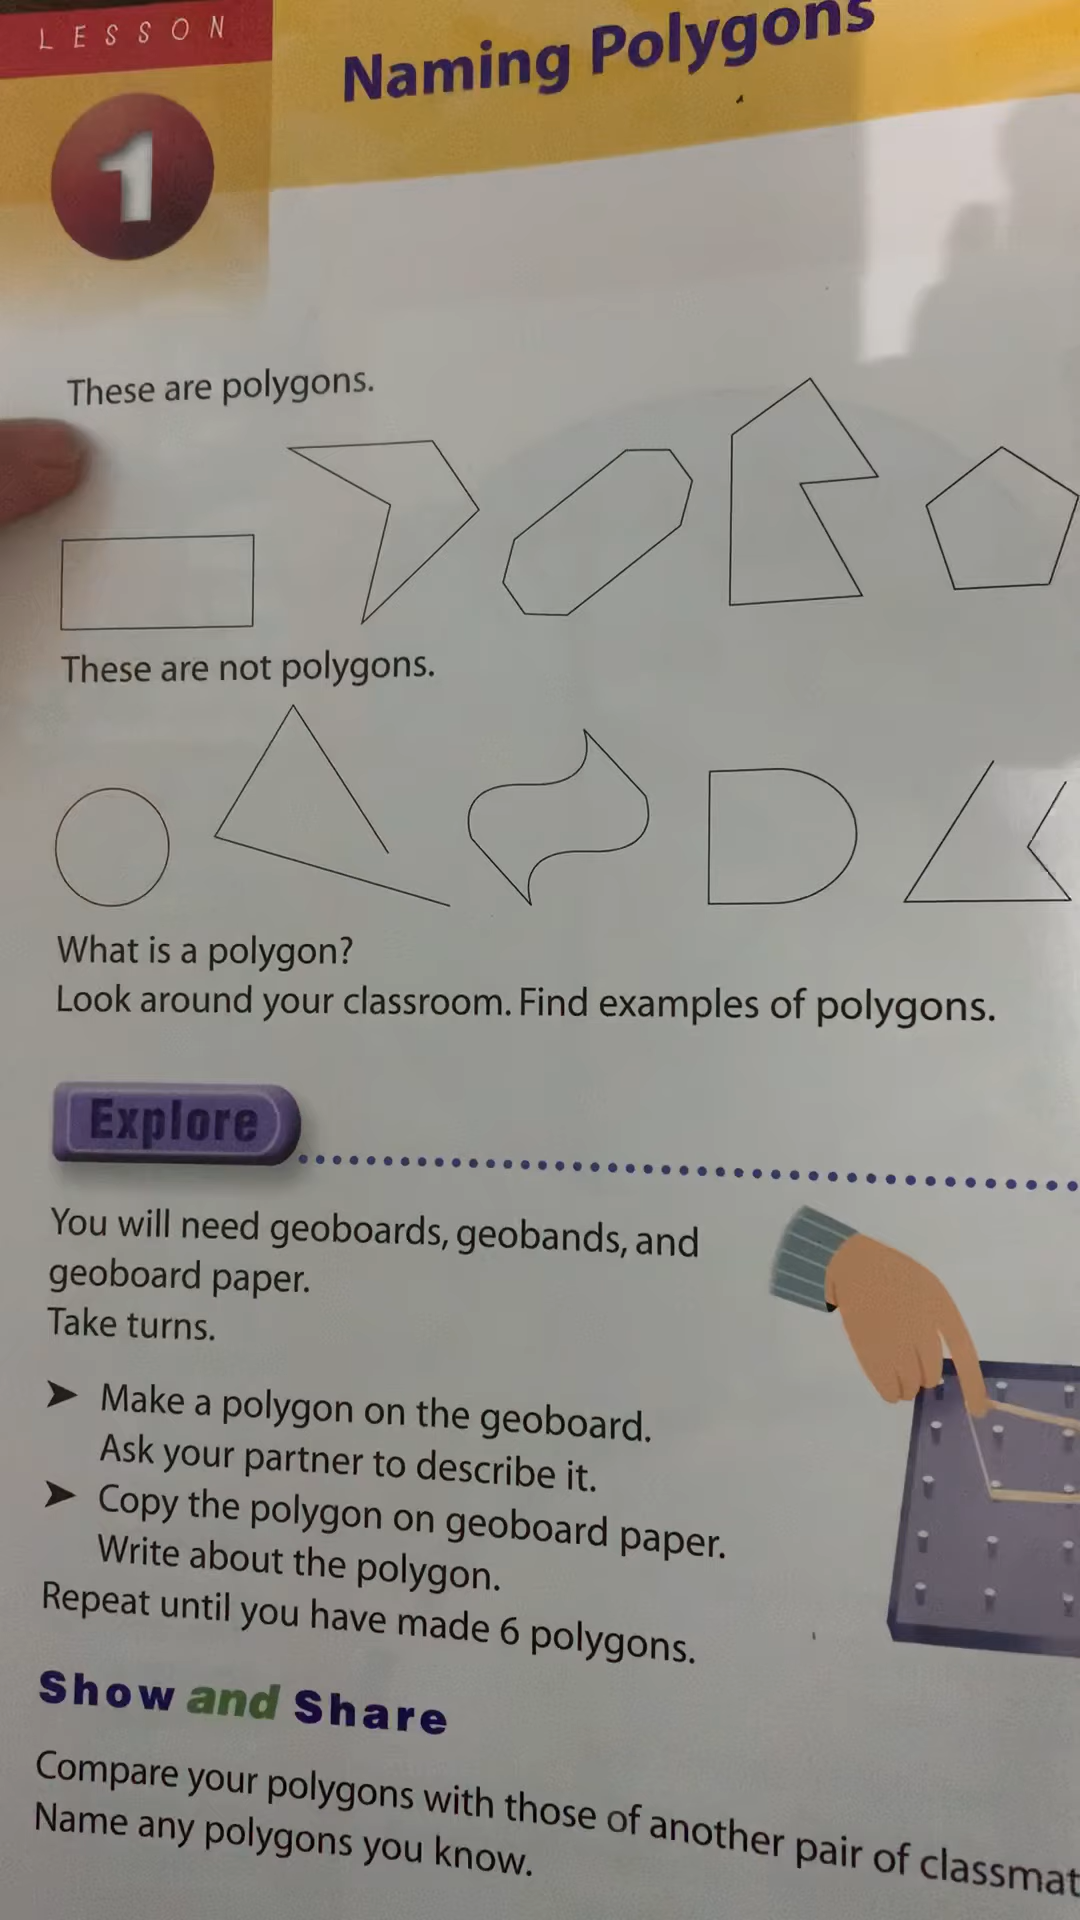 LESSON
1
Naming Polygons
These are polygons.
These are not polygons.
What is a polygon?
Look around your classroom. Find examples of polygons.
Explore
You will need geoboards, geobands, and
geoboard paper.
Take turns.
➤ Make a polygon on the geoboard.
Ask your partner to describe it.
➤ Copy the polygon on geoboard paper.
Write about the polygon.
Repeat until you have made 6 polygons.
Show and Share
Compare your polygons with those of another pair of classmat
Name any polygons you know.